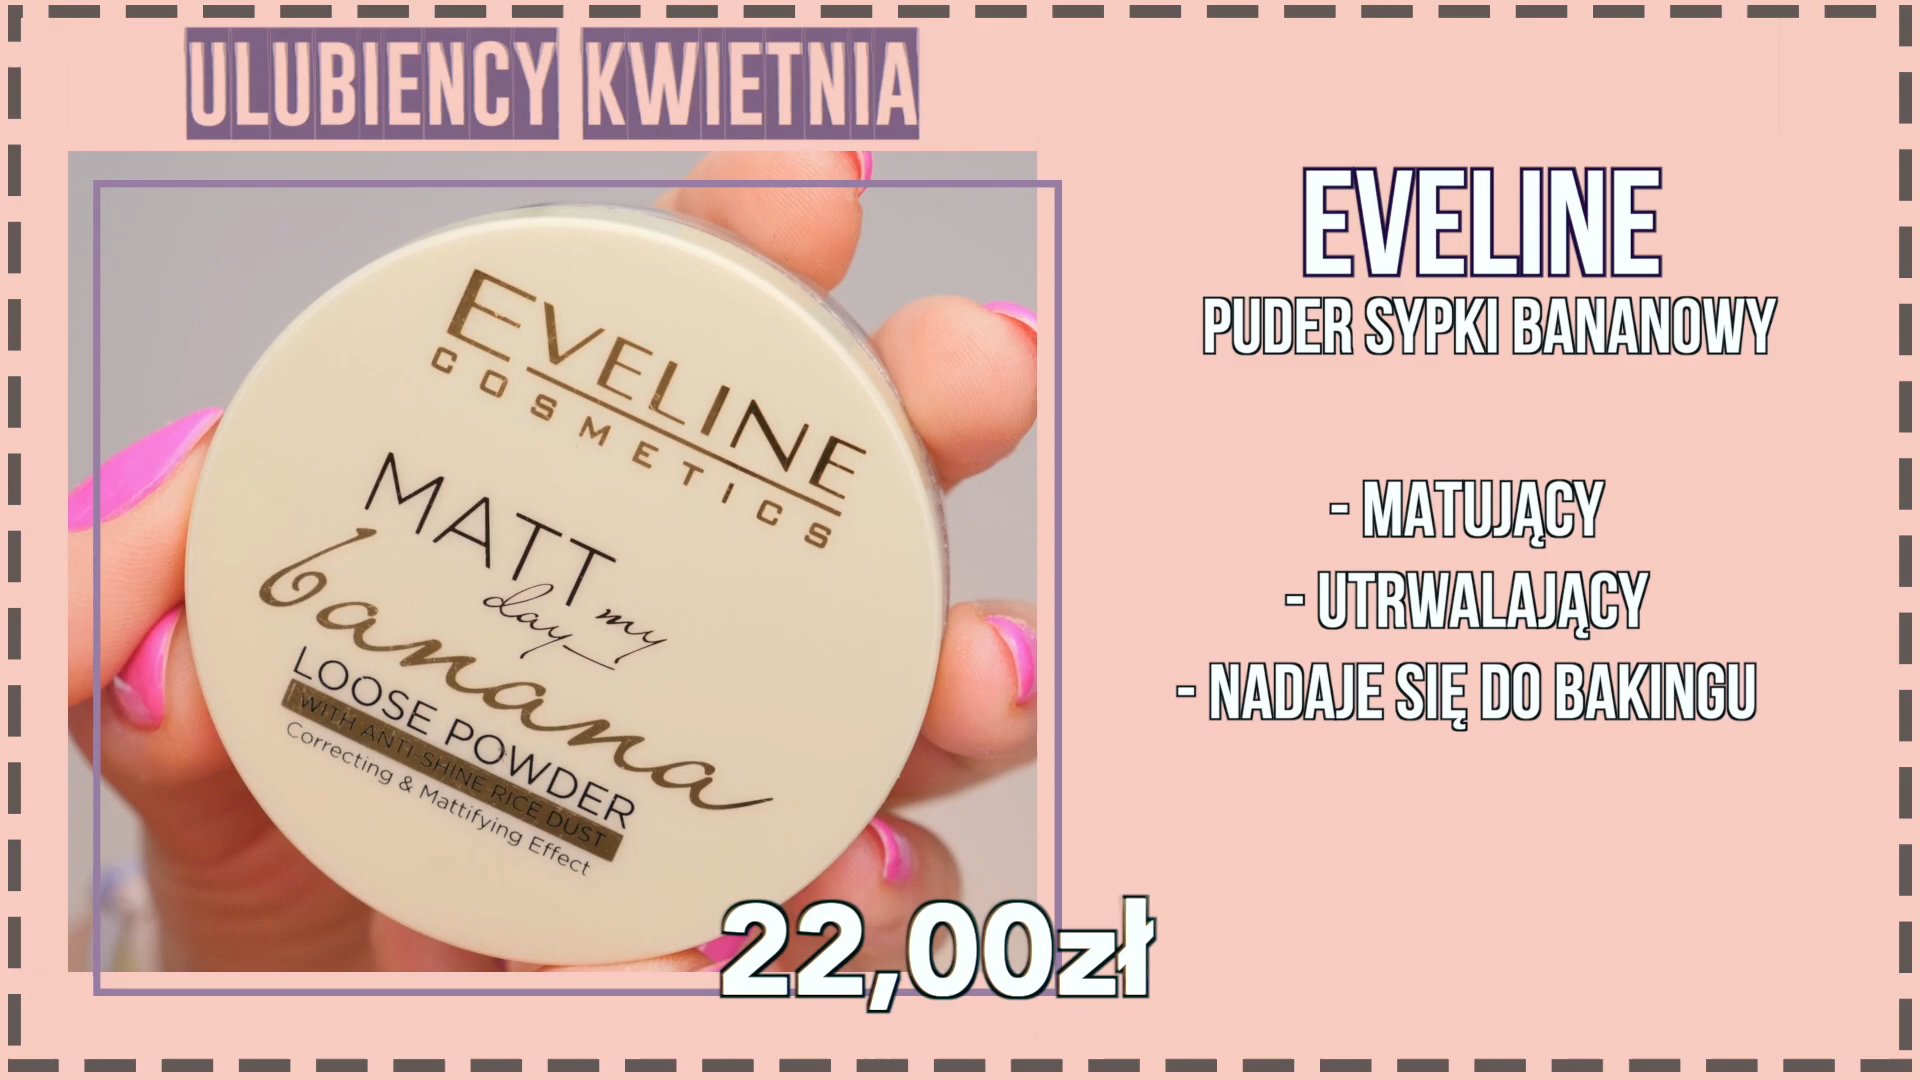 ULUBIENCY KWIETNIA
EVELINE
COSMETICS
MATT
my
day
banana
LOOSE POWDER
WITH ANTI-SHINE RICE DUST
Correcting & Mattifying Effect
22,00zł
EVELINE
PUDER SYPKI BANANOWY
- MATUJĄCY
- UTRWALAJĄCY
- NADAJE SIĘ DO BAKINGU